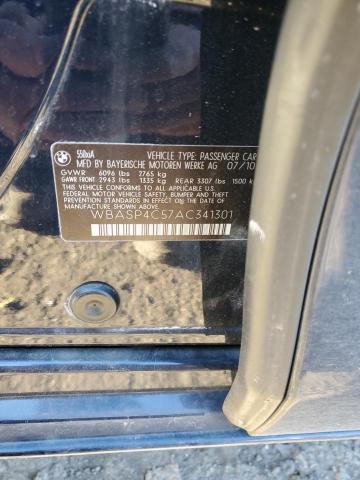 550xiA VEHICLE TYPE: PASSENGER CAR
MFD BY BAYERISCHE MOTOREN WERKE AG 07/10
GVWR 6096 lbs 2765 kg
GAWR FRONT 2943 lbs 1335 kg REAR 3307 lbs 1500 k
THIS VEHICLE CONFORMS TO ALL APPLICABLE
FEDERAL MOTOR VEHICLE SAFETY, BUMPER AND THEFT
PREVENTION STANDARDS IN EFFECT ON THE DATE OF
MANUFACTURE SHOWN ABOVE.
WBASP4C57AC341301